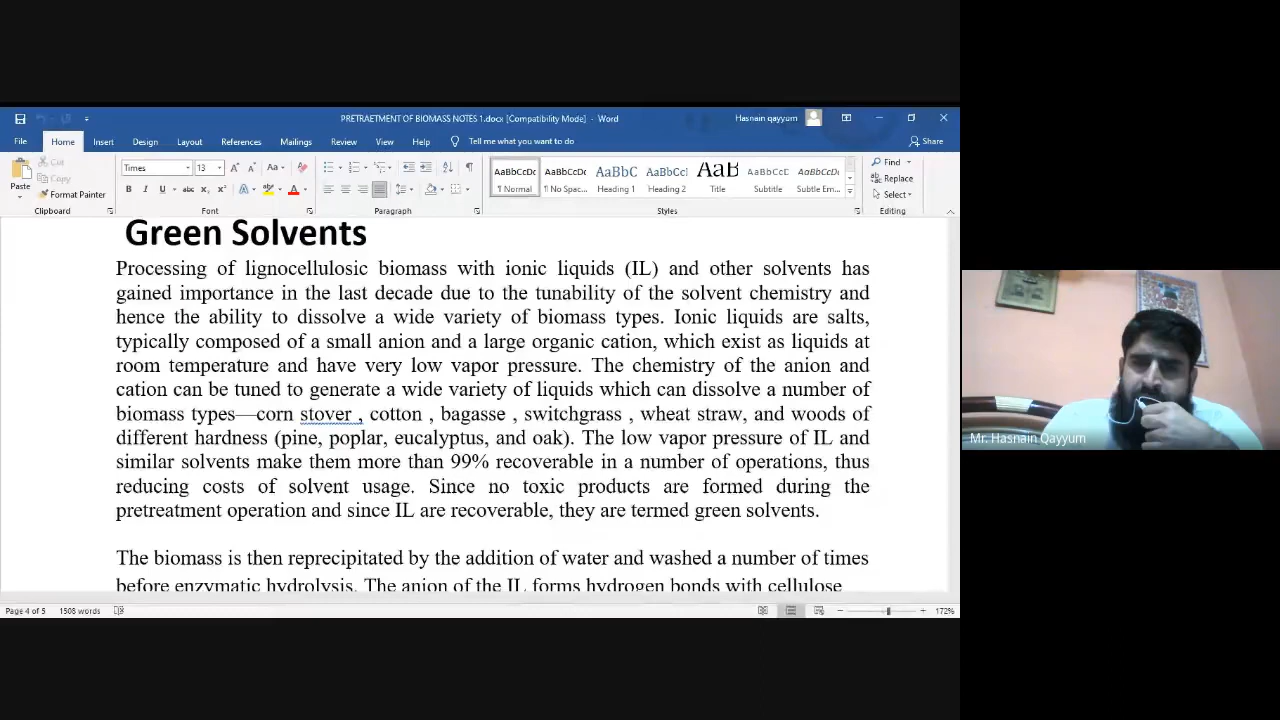 PRETRAETMENT OF BIOMASS NOTES 1.docx [Compatibility Mode] - Word
Hasnain qayyum
File Home Insert Design Layout References Mailings Review View Help Tell me what you want to do Share
Paste
Cut
Copy
Format Painter
Clipboard
Times 13
Font
Paragraph
AaBbCcDc AaBbCcDc AaBbC AaBbCcI AaB AaBbCcD AaBbCcDc
¶ Normal ¶ No Spac... Heading 1 Heading 2 Title Subtitle Subtle Em...
Styles
Find
Replace
Select
Editing
Green Solvents
Processing of lignocellulosic biomass with ionic liquids (IL) and other solvents has
gained importance in the last decade due to the tunability of the solvent chemistry and
hence the ability to dissolve a wide variety of biomass types. Ionic liquids are salts,
typically composed of a small anion and a large organic cation, which exist as liquids at
room temperature and have very low vapor pressure. The chemistry of the anion and
cation can be tuned to generate a wide variety of liquids which can dissolve a number of
biomass types—corn stover , cotton , bagasse , switchgrass , wheat straw, and woods of
different hardness (pine, poplar, eucalyptus, and oak). The low vapor pressure of IL and
similar solvents make them more than 99% recoverable in a number of operations, thus
reducing costs of solvent usage. Since no toxic products are formed during the
pretreatment operation and since IL are recoverable, they are termed green solvents.
The biomass is then reprecipitated by the addition of water and washed a number of times
before enzymatic hydrolysis. The anion of the IL forms hydrogen bonds with cellulose
Page 4 of 5 1508 words
172%
Mr. Hasnain Qayyum